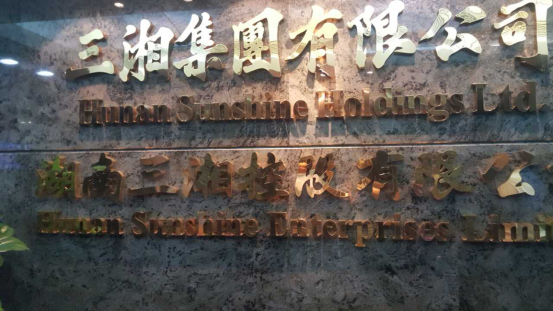 三湘集團有限公司
Hunan Sunshine Holdings Ltd
湖南三湘控股有限公
Hunan Sunshine Enterprises Limi